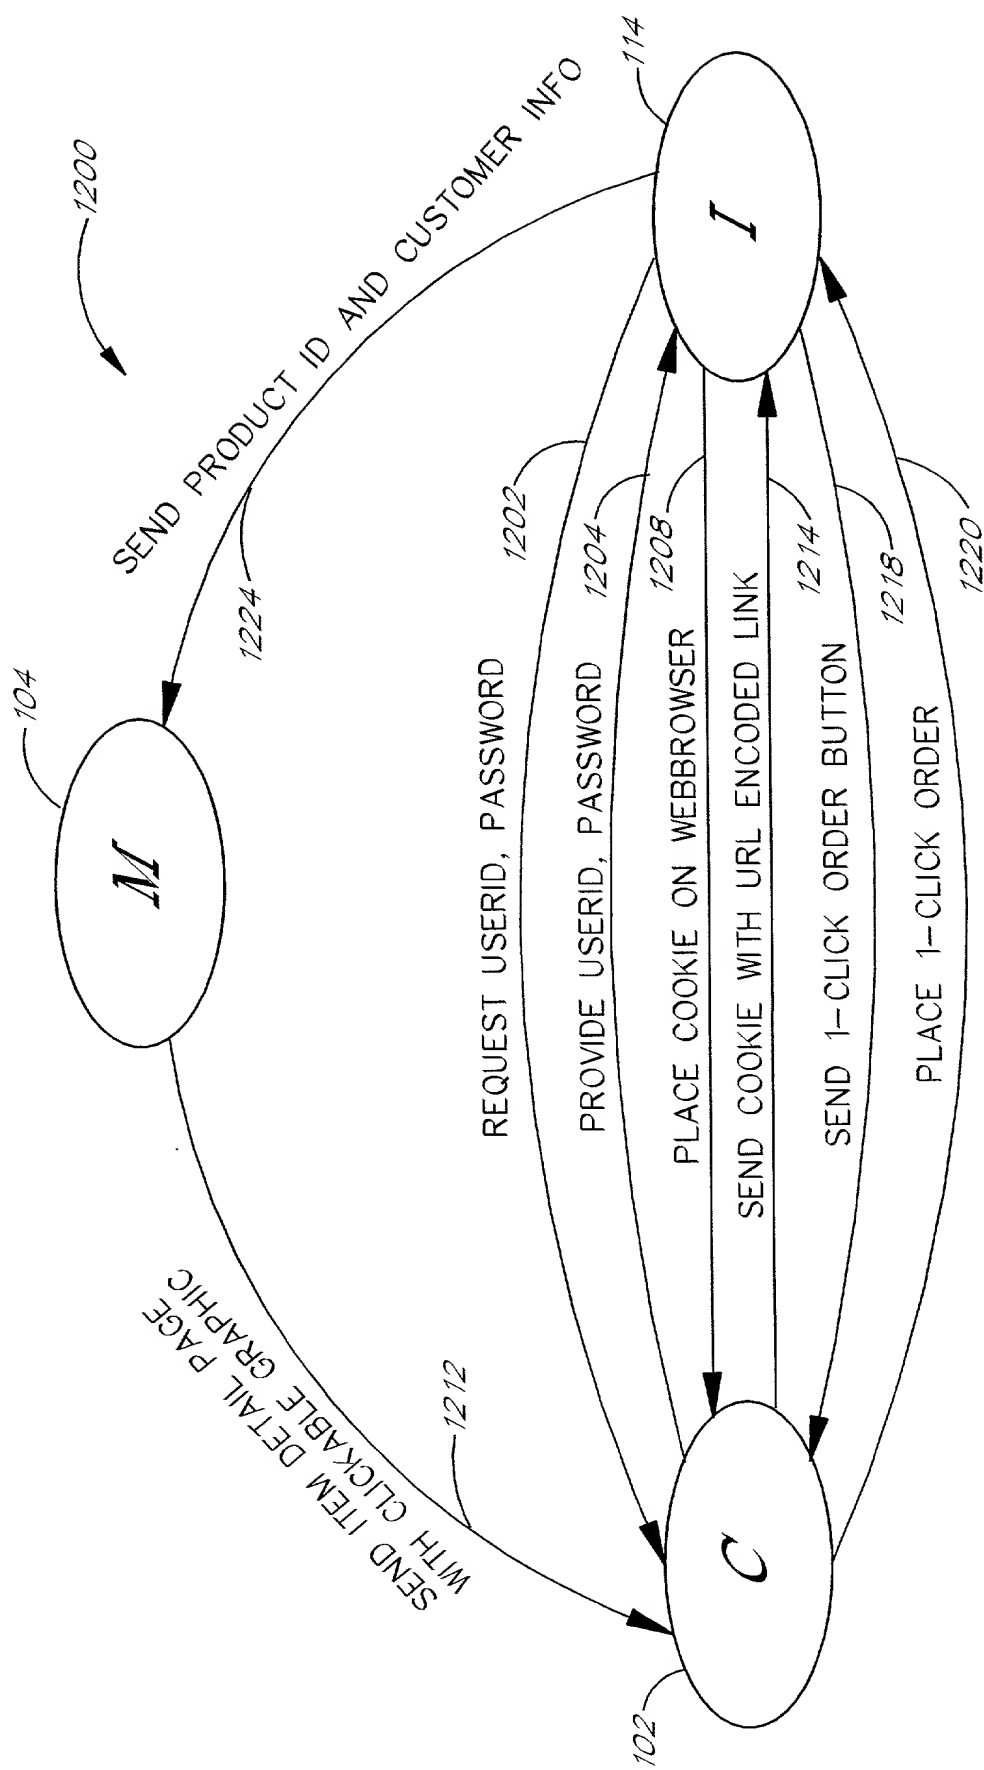 1200
104
M
SEND PRODUCT ID AND CUSTOMER INFO
1224
SEND ITEM DETAIL PAGE
WITH CLICKABLE GRAPHIC
1212
REQUEST USERID, PASSWORD
1202
PROVIDE USERID, PASSWORD
1204
PLACE COOKIE ON WEBBROWSER
1208
SEND COOKIE WITH URL ENCODED LINK
1214
SEND 1-CLICK ORDER BUTTON
1218
PLACE 1-CLICK ORDER
1220
102
C
114
I